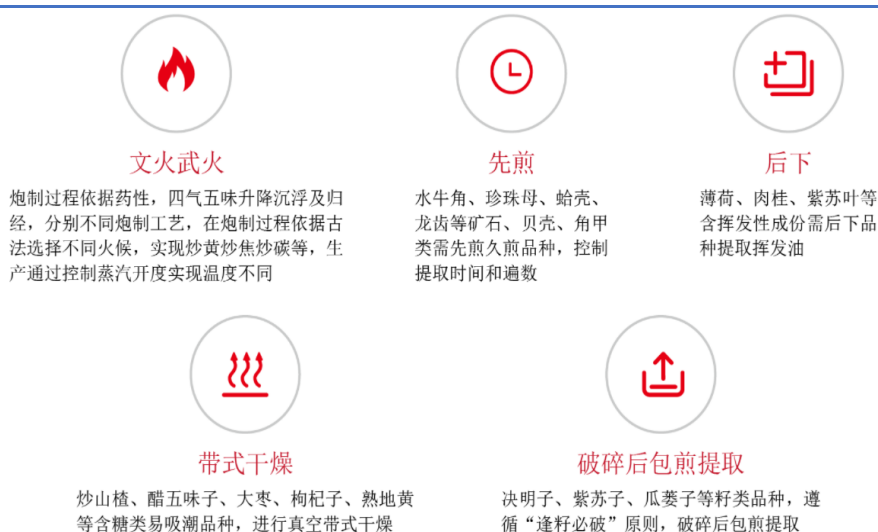 文火武火
炮制过程依据药性，四气五味升降沉浮及归
经，分别不同炮制工艺，在炮制过程依据古
法选择不同火候，实现炒黄炒焦炒碳等，生
产通过控制蒸汽开度实现温度不同
先煎
水牛角、珍珠母、蛤壳、
龙齿等矿石、贝壳、角甲
类需先煎久煎品种，控制
提取时间和遍数
后下
薄荷、肉桂、紫苏叶等
含挥发性成份需后下品
种提取挥发油
带式干燥
炒山楂、醋五味子、大枣、枸杞子、熟地黄
等含糖类易吸潮品种，进行真空带式干燥
破碎后包煎提取
决明子、紫苏子、瓜蒌子等籽类品种，遵
循“逢籽必破”原则，破碎后包煎提取